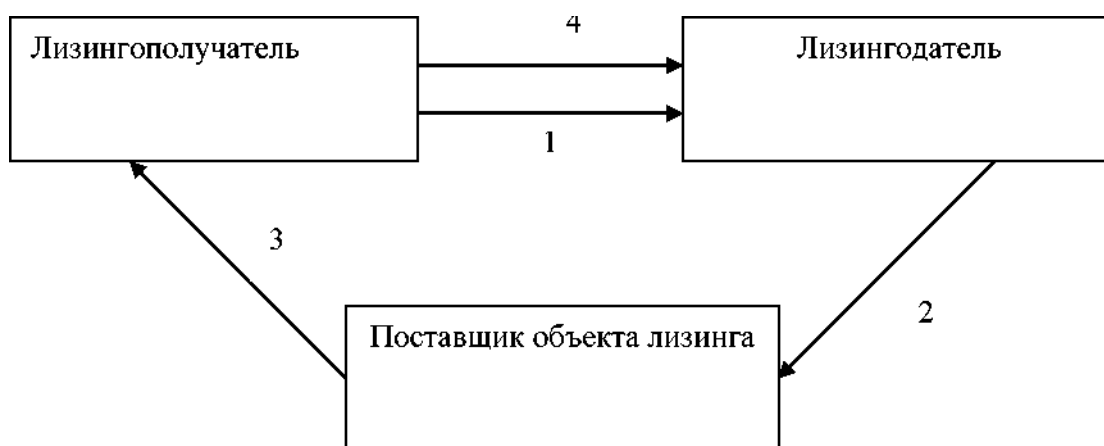 4
Лизингополучатель
Лизингодатель
1
3
2
Поставщик объекта лизинга